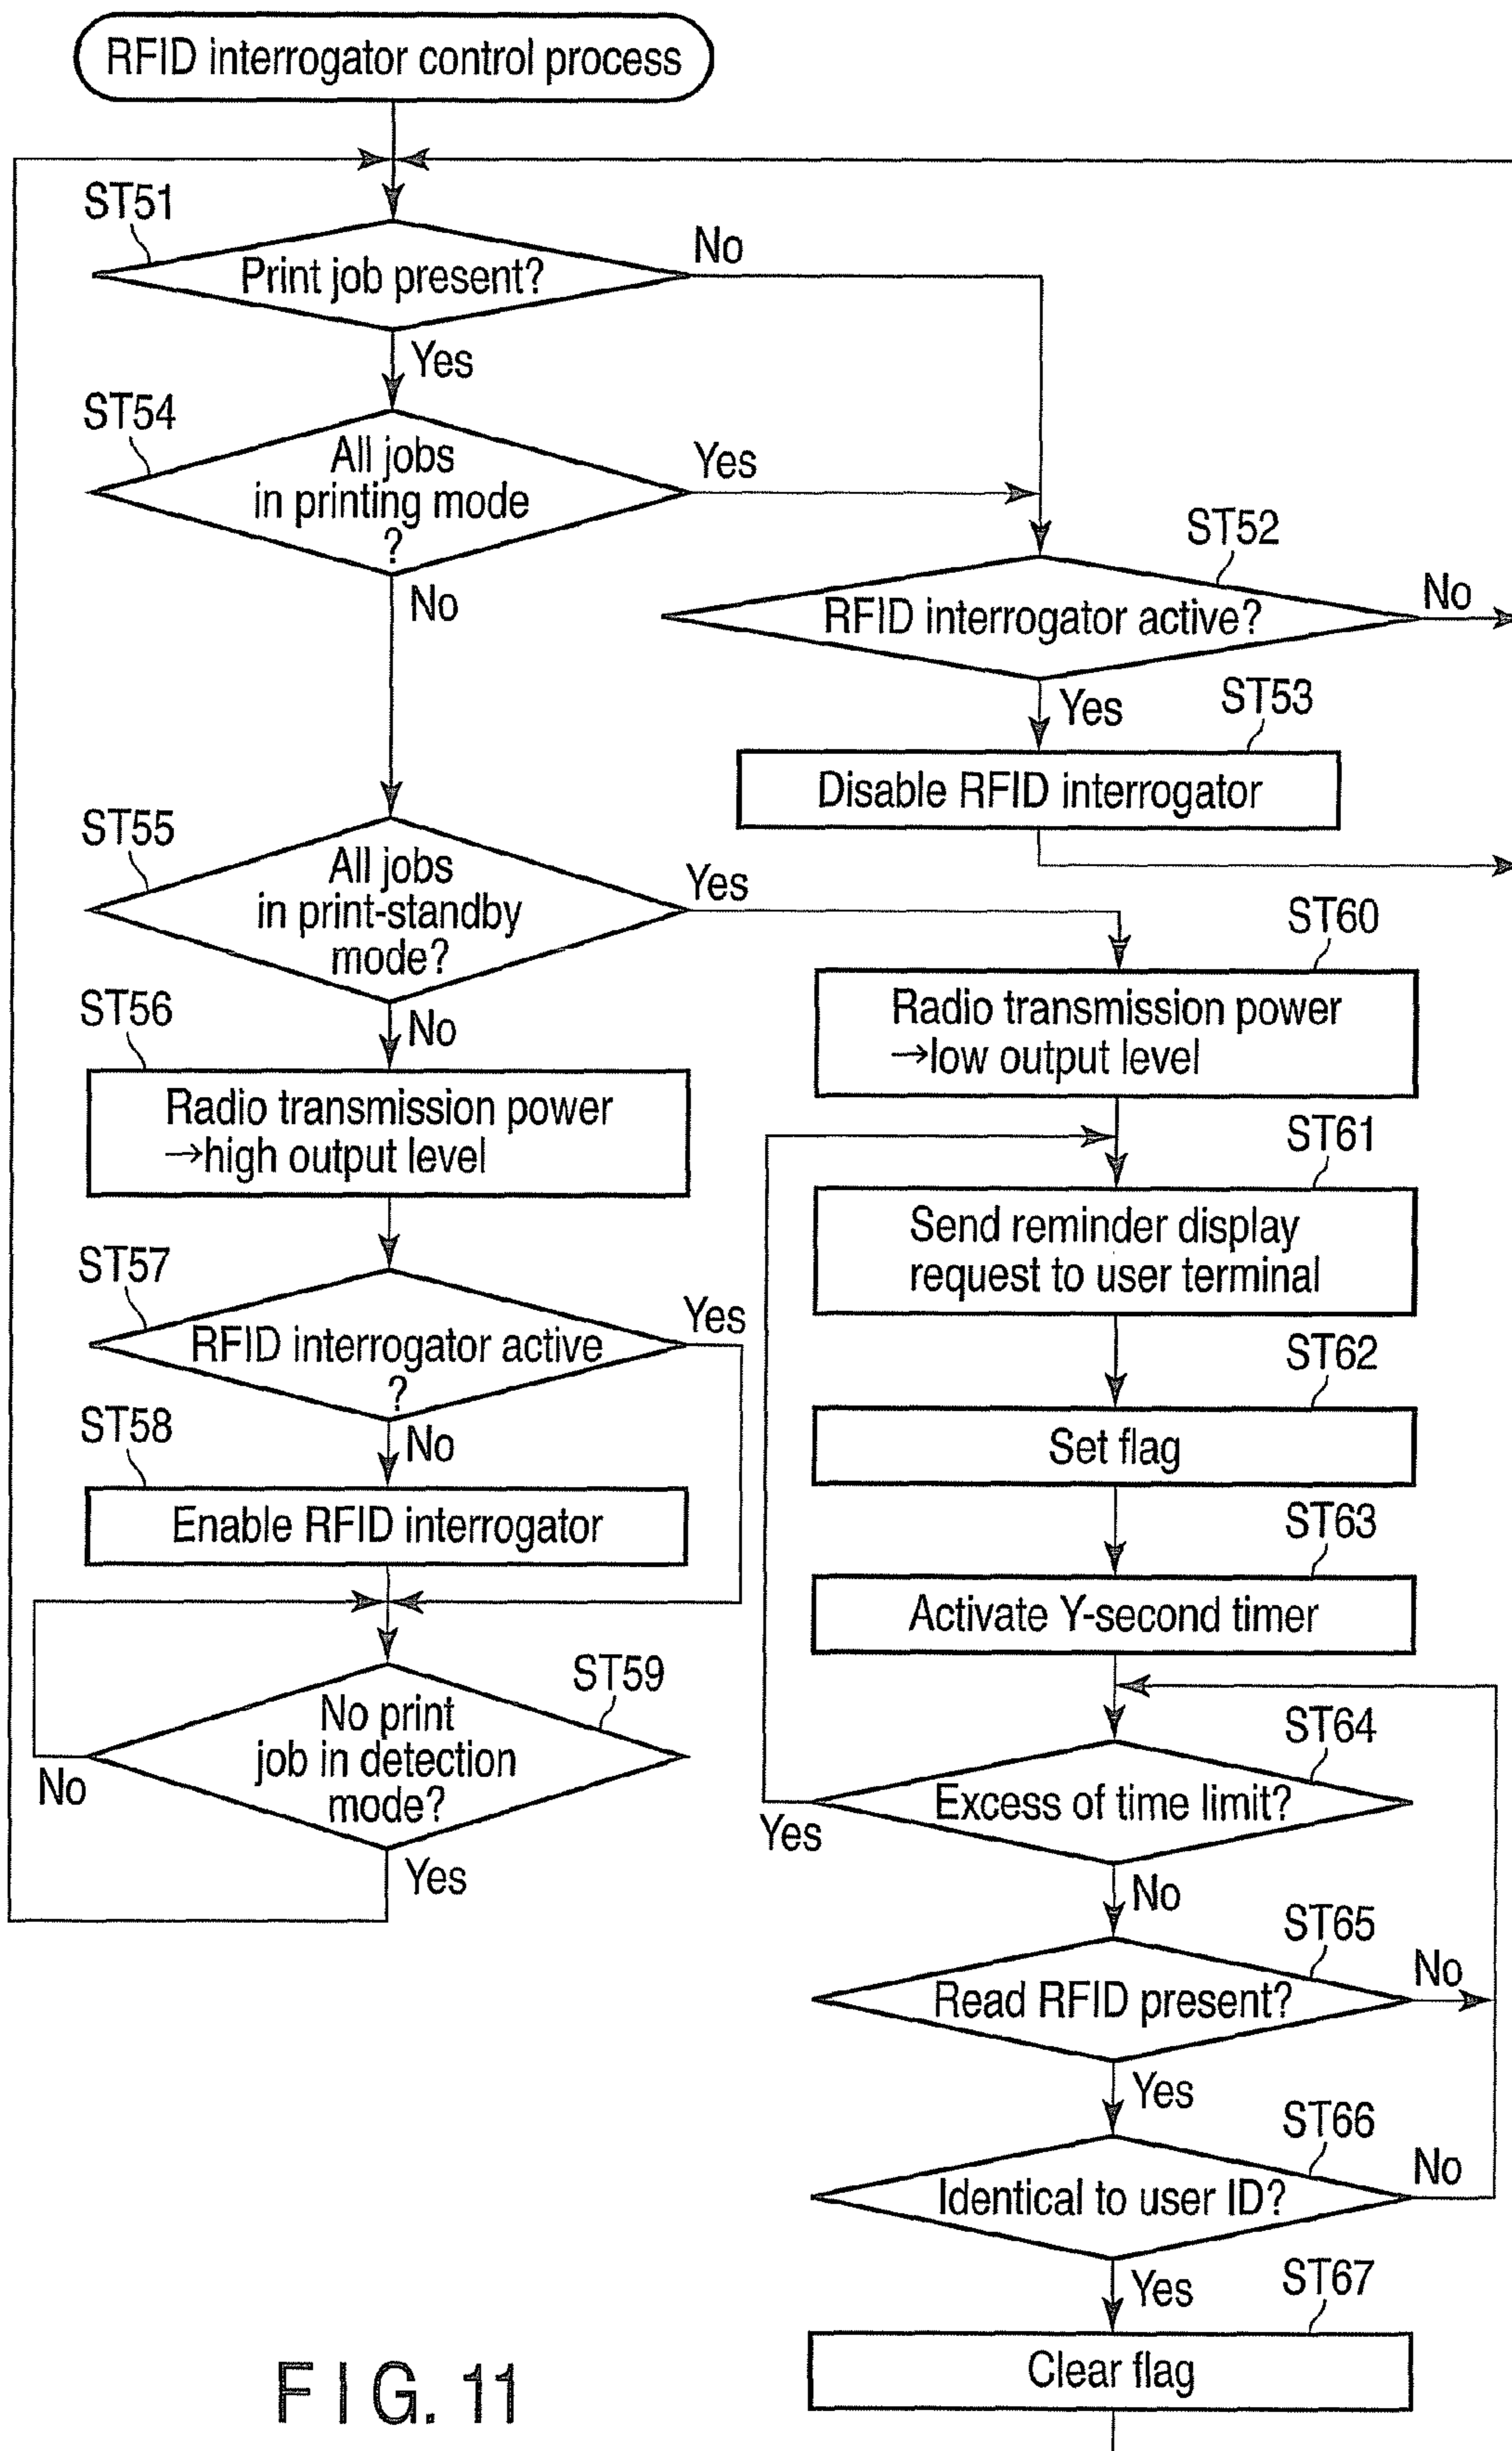 RFID interrogator control process
ST51
Print job present?
No
Yes
ST54
All jobs
in printing mode
?
Yes
No
ST52
RFID interrogator active?
No
Yes
ST53
Disable RFID interrogator
ST55
All jobs
in print-standby
mode?
Yes
No
ST56
Radio transmission power
→high output level
ST57
RFID interrogator active
?
Yes
No
ST58
Enable RFID interrogator
ST59
No print
job in detection
mode?
No
Yes
ST60
Radio transmission power
→low output level
ST61
Send reminder display
request to user terminal
ST62
Set flag
ST63
Activate Y-second timer
ST64
Excess of time limit?
Yes
No
ST65
Read RFID present?
No
Yes
ST66
Identical to user ID?
No
Yes
ST67
Clear flag
FIG. 11